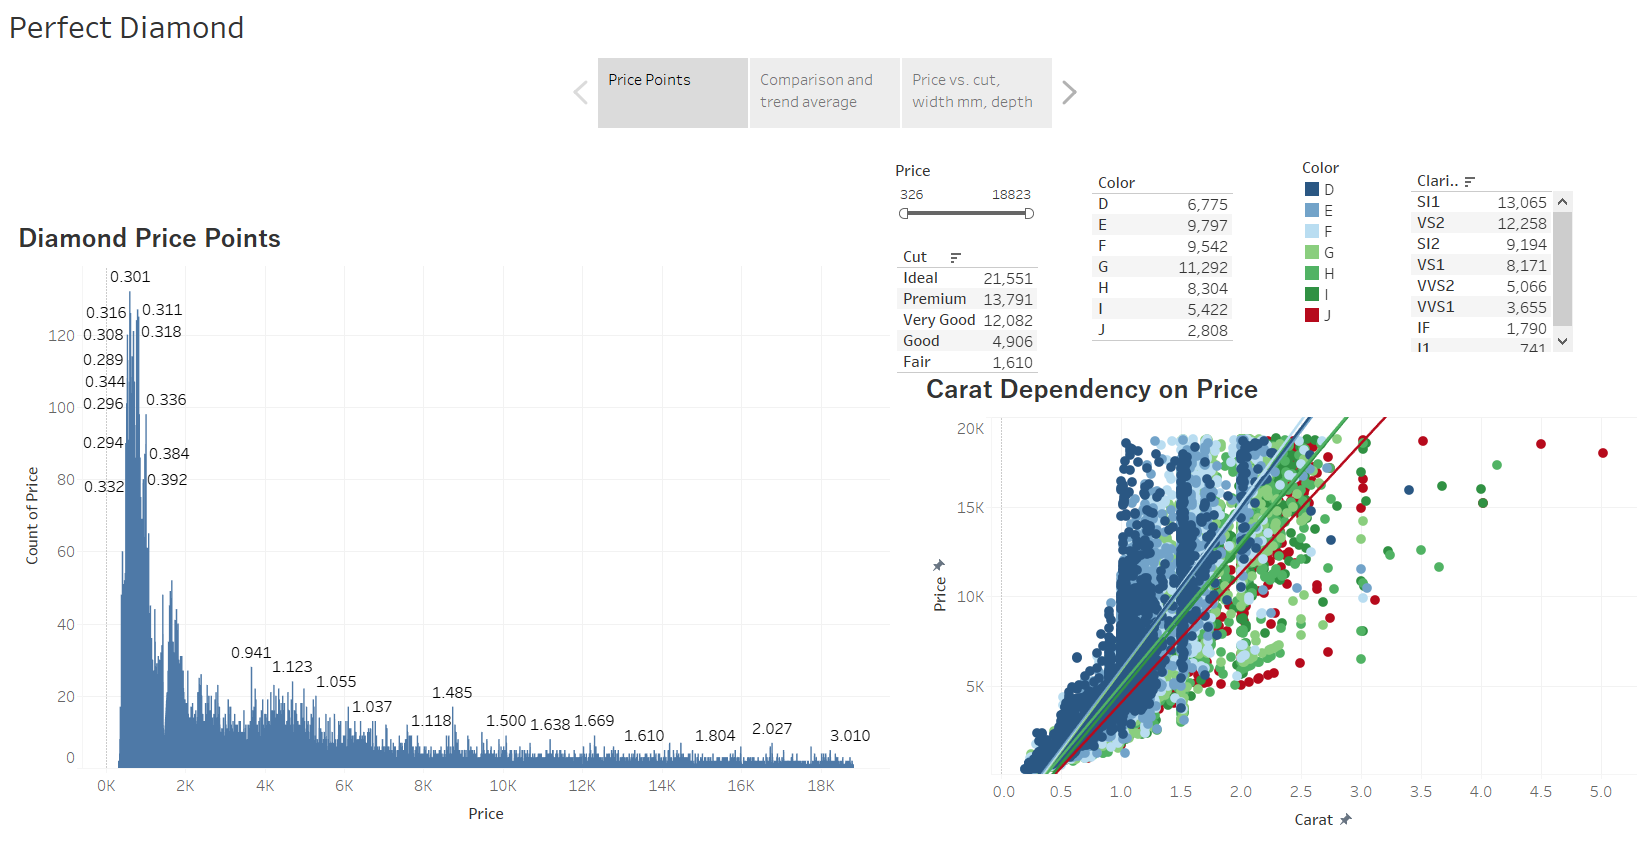 Perfect Diamond
Price Points
Comparison and
trend average
Price vs. cut,
width mm, depth
Price
326 18823
Cut
Ideal 21,551
Premium 13,791
Very Good 12,082
Good 4,906
Fair 1,610
Color
D 6,775
E 9,797
F 9,542
G 11,292
H 8,304
I 5,422
J 2,808
Color
D
E
F
G
H
I
J
Clari..
SI1 13,065
VS2 12,258
SI2 9,194
VS1 8,171
VVS2 5,066
VVS1 3,655
IF 1,790
I1 741
Diamond Price Points
0.301
0.316 0.311
0.308 0.318
0.289
0.344
0.296 0.336
0.294
0.384
0.332 0.392
0.941
1.123
1.055
1.037
1.118
1.485
1.500
1.638
1.669
1.610
1.804
2.027
3.010
120
100
80
60
40
20
0
Count of Price
0K 2K 4K 6K 8K 10K 12K 14K 16K 18K
Price
Carat Dependency on Price
20K
15K
10K
5K
Price
0.0 0.5 1.0 1.5 2.0 2.5 3.0 3.5 4.0 4.5 5.0
Carat